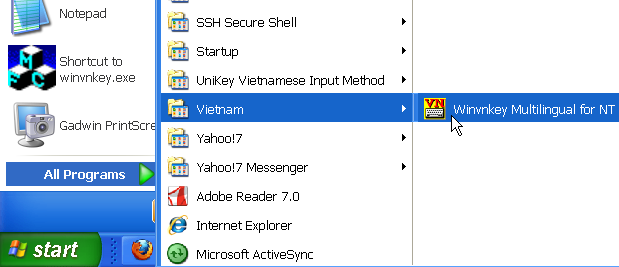 Notepad
Shortcut to
winvnkey.exe
Gadwin PrintScre
All Programs
start
SSH Secure Shell
Startup
UniKey Vietnamese Input Method
Vietnam
Yahoo!7
Yahoo!7 Messenger
Adobe Reader 7.0
Internet Explorer
Microsoft ActiveSync
VN
Winvnkey Multilingual for NT